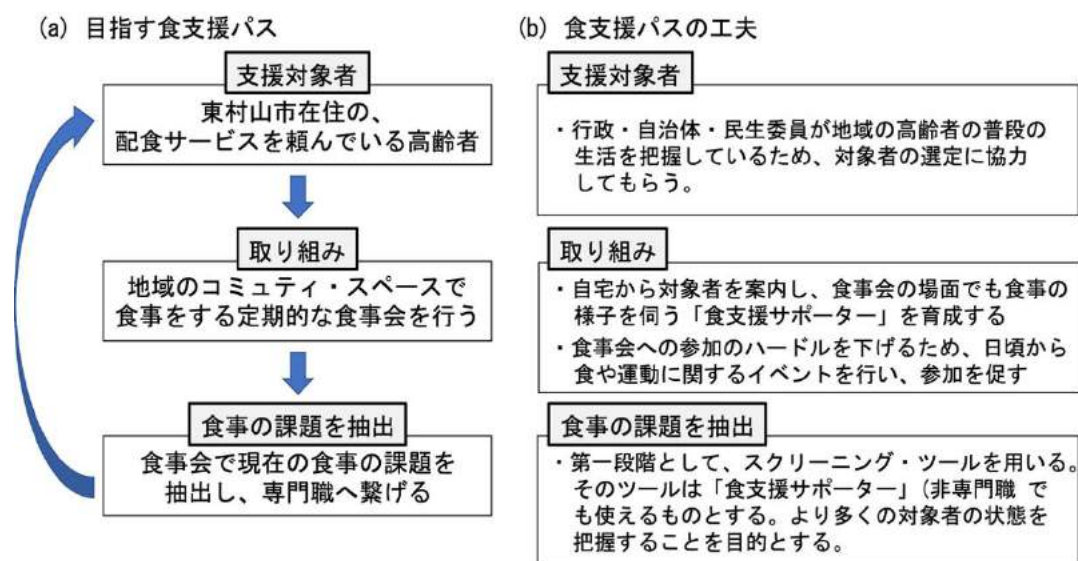 (a) 目指す食支援パス
支援対象者
東村山市在住の、
配食サービスを頼んでいる高齢者
取り組み
地域のコミュティ・スペースで
食事をする定期的な食事会を行う
食事の課題を抽出
食事会で現在の食事の課題を
抽出し、専門職へ繋げる
(b) 食支援パスの工夫
支援対象者
・行政・自治体・民生委員が地域の高齢者の普段の
生活を把握しているため、対象者の選定に協力
してもらう。
取り組み
・自宅から対象者を案内し、食事会の場面でも食事の
様子を伺う「食支援サポーター」を育成する
・食事会への参加のハードルを下げるため、日頃から
食や運動に関するイベントを行い、参加を促す
食事の課題を抽出
・第一段階として、スクリーニング・ツールを用いる。
そのツールは「食支援サポーター」(非専門職 で
も使えるものとする。より多くの対象者の状態を
把握することを目的とする。